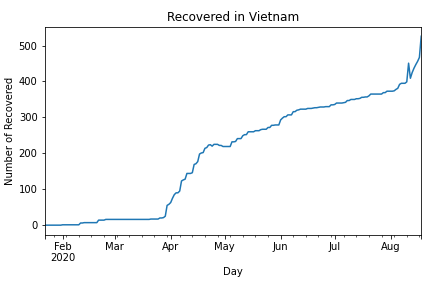 Recovered in Vietnam
Number of Recovered
500
400
300
200
100
0
Feb
2020
Mar
Apr
May
Jun
Jul
Aug
Day